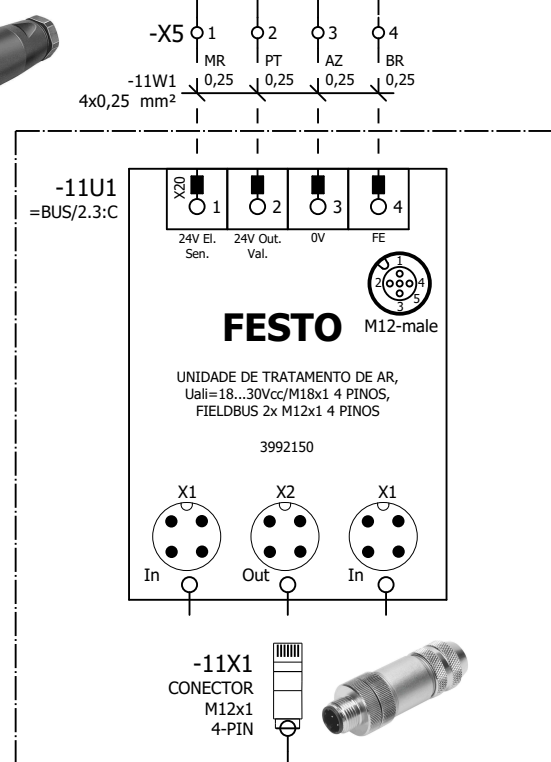 -X5 1 2 3 4
MR PT AZ BR
0,25 0,25 0,25 0,25
-11W1
4x0,25 mm²
-11U1
=BUS/2.3:C
X20
1 2 3 4
24V El. Sen.
24V Out. Val.
0V
FE
1
2 4
5
3
M12-male
FESTO
UNIDADE DE TRATAMENTO DE AR,
Uali=18...30Vcc/M18x1 4 PINOS,
FIELDBUS 2x M12x1 4 PINOS
3992150
X1 X2 X1
In Out In
-11X1
CONECTOR
M12x1
4-PIN